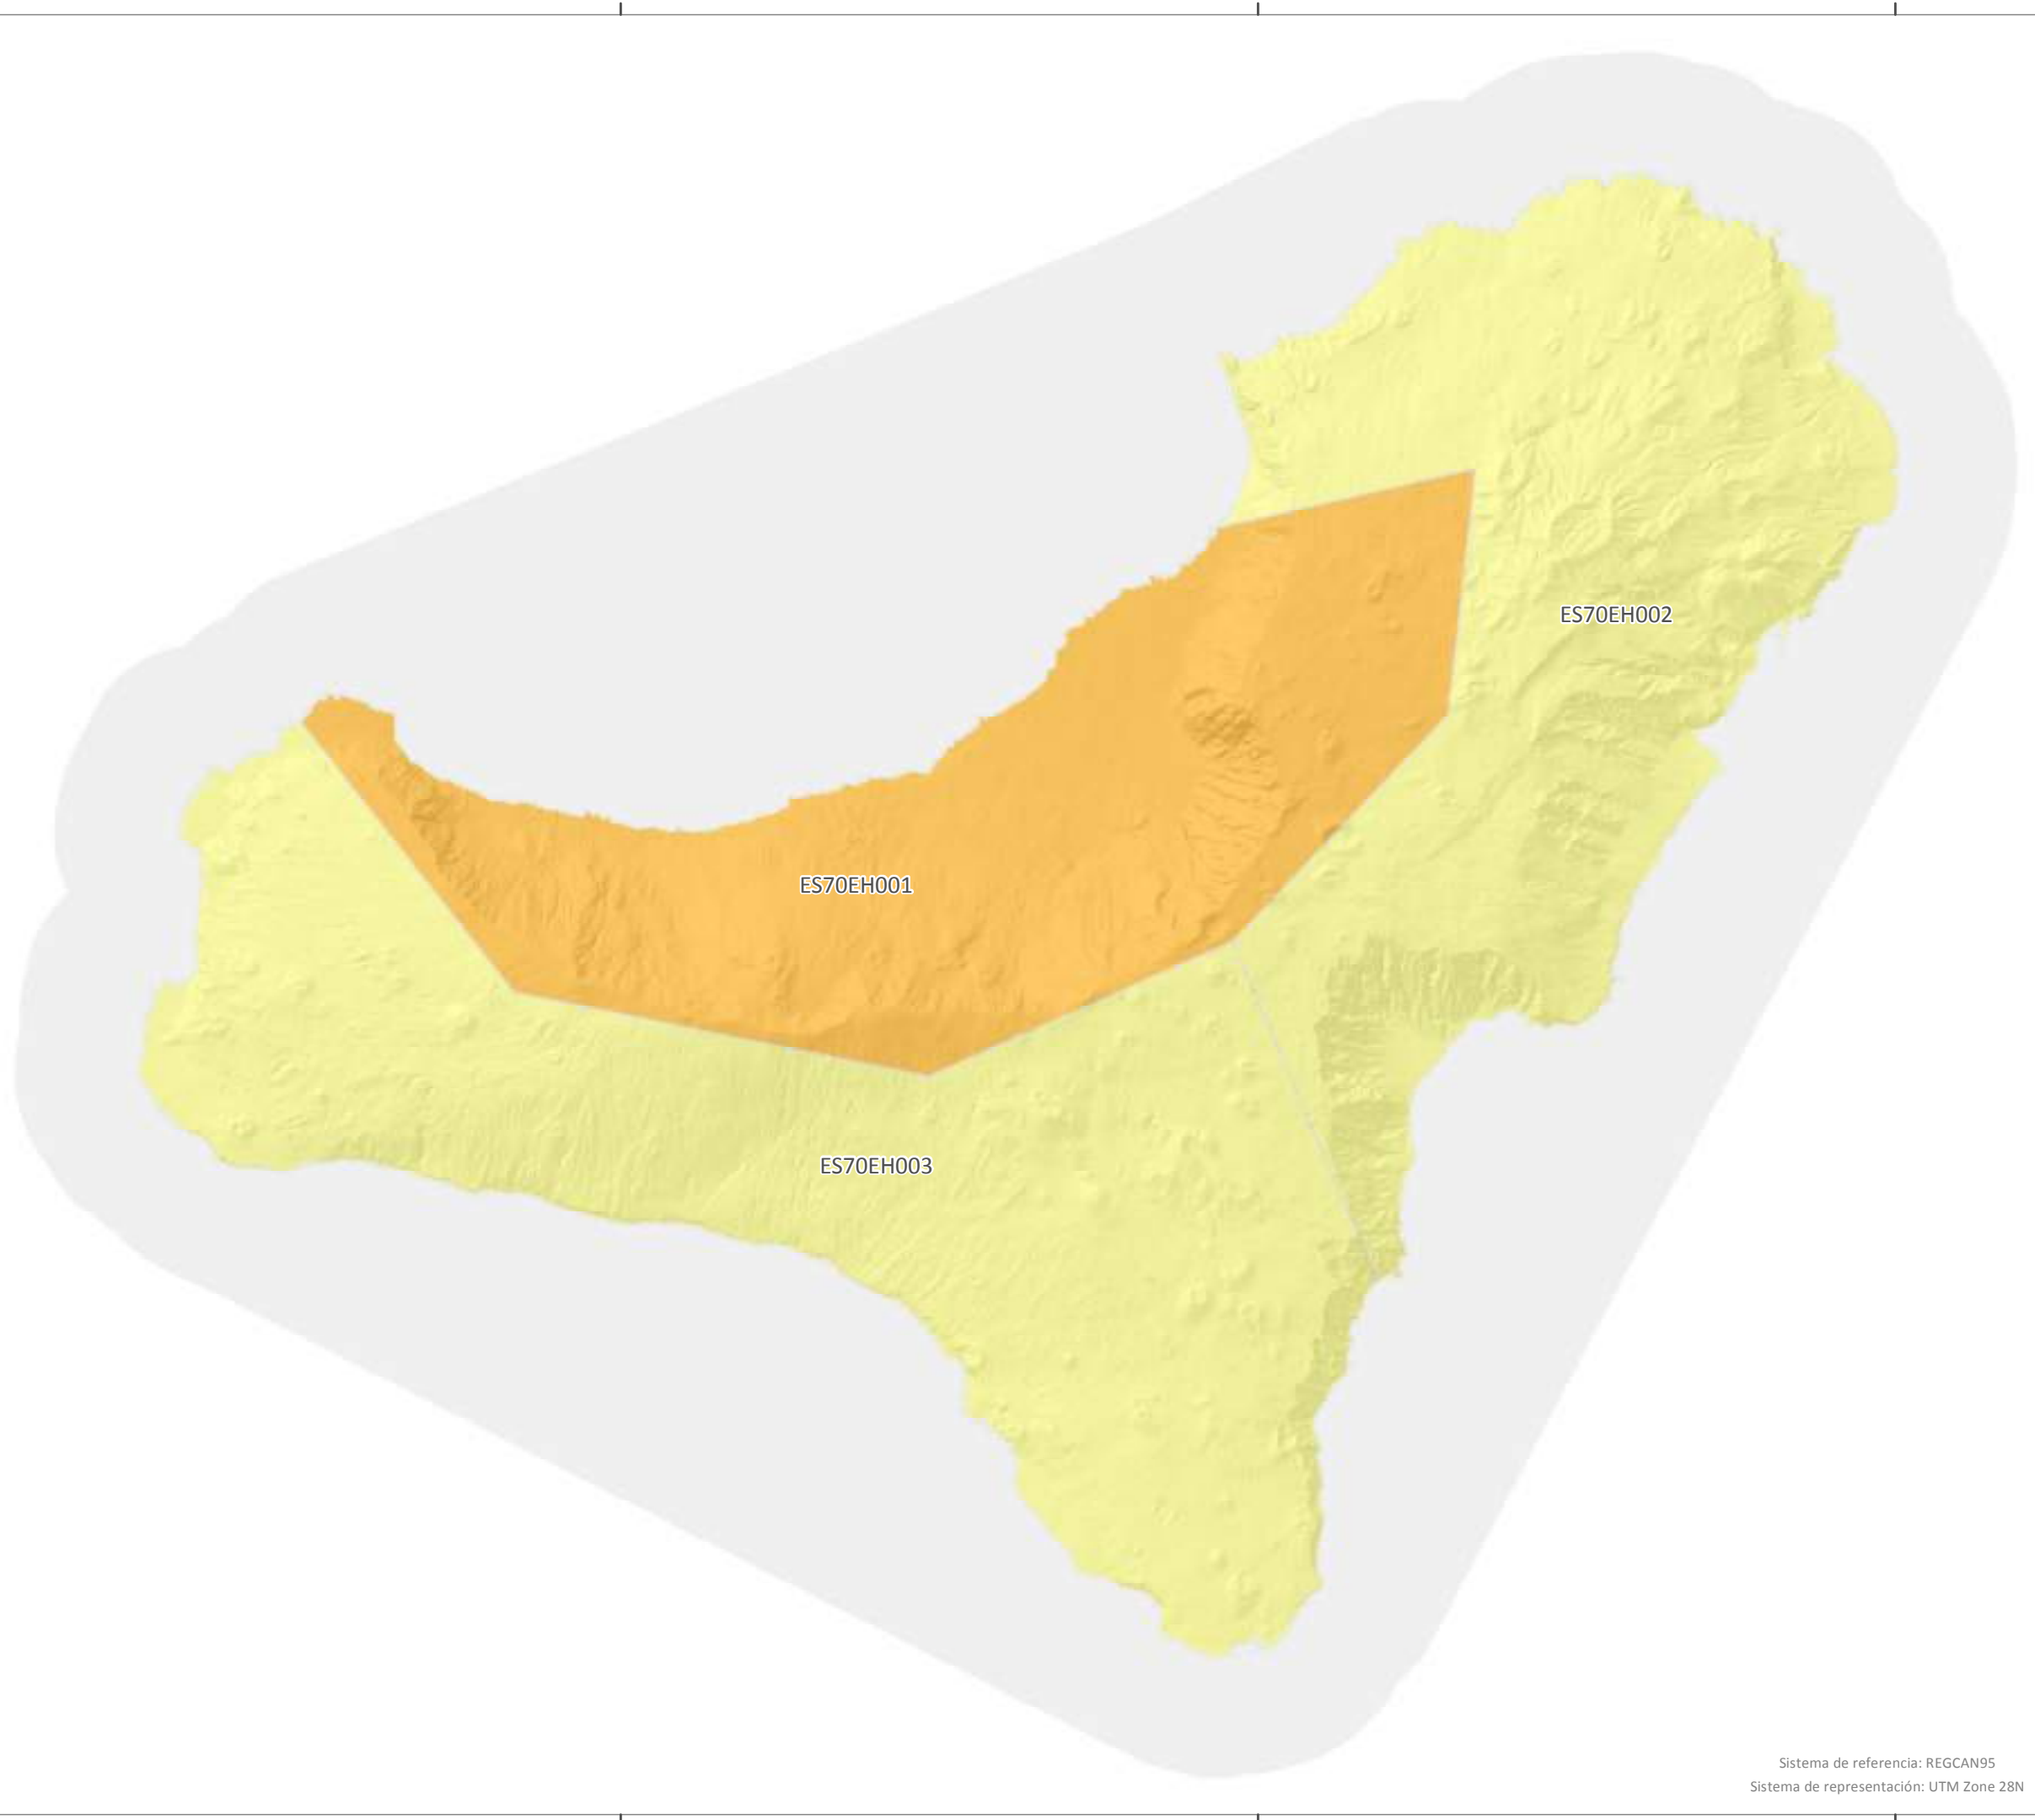 ES70EH002
ES70EH001
ES70EH003
Sistema de referencia: REGCAN95
Sistema de representación: UTM Zone 28N